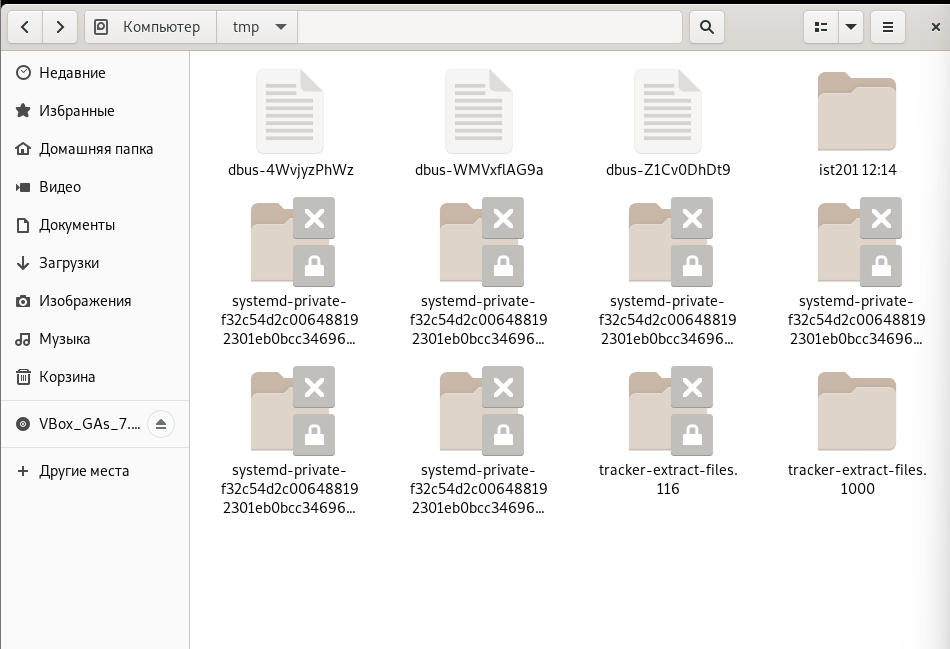 Компьютер
tmp
Недавние
Избранные
Домашняя папка
Видео
Документы
Загрузки
Изображения
Музыка
Корзина
VBox_GAs_7.…
Другие места
dbus-4WvjyzPhWz
dbus-WMVxflAG9a
dbus-Z1Cv0DhDt9
ist201 12:14
systemd-private-
f32c54d2c00648819
2301eb0bcc34696…
systemd-private-
f32c54d2c00648819
2301eb0bcc34696…
systemd-private-
f32c54d2c00648819
2301eb0bcc34696…
systemd-private-
f32c54d2c00648819
2301eb0bcc34696…
systemd-private-
f32c54d2c00648819
2301eb0bcc34696…
systemd-private-
f32c54d2c00648819
2301eb0bcc34696…
tracker-extract-files.
116
tracker-extract-files.
1000